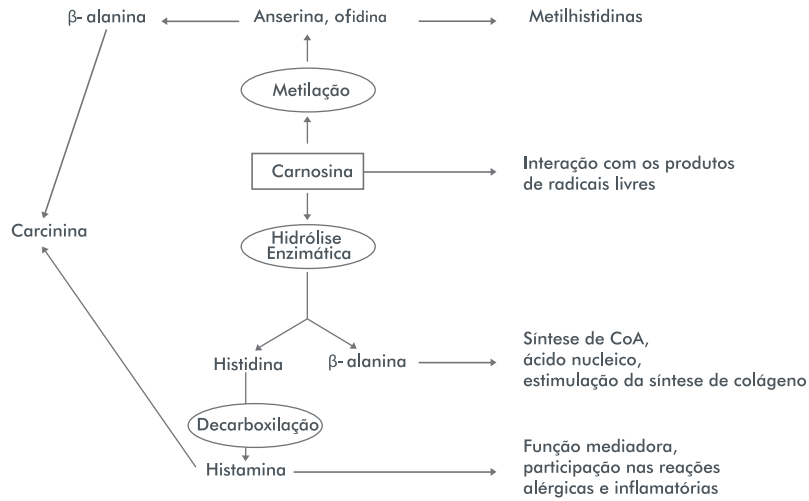 β- alanina
Anserina, ofidina
Metilhistidinas
Metilação
Carnosina
Interação com os produtos
de radicais livres
Carcinina
Hidrólise
Enzimática
Histidina
β- alanina
Síntese de CoA,
ácido nucleico,
estimulação da síntese de colágeno
Decarboxilação
Histamina
Função mediadora,
participação nas reações
alérgicas e inflamatórias